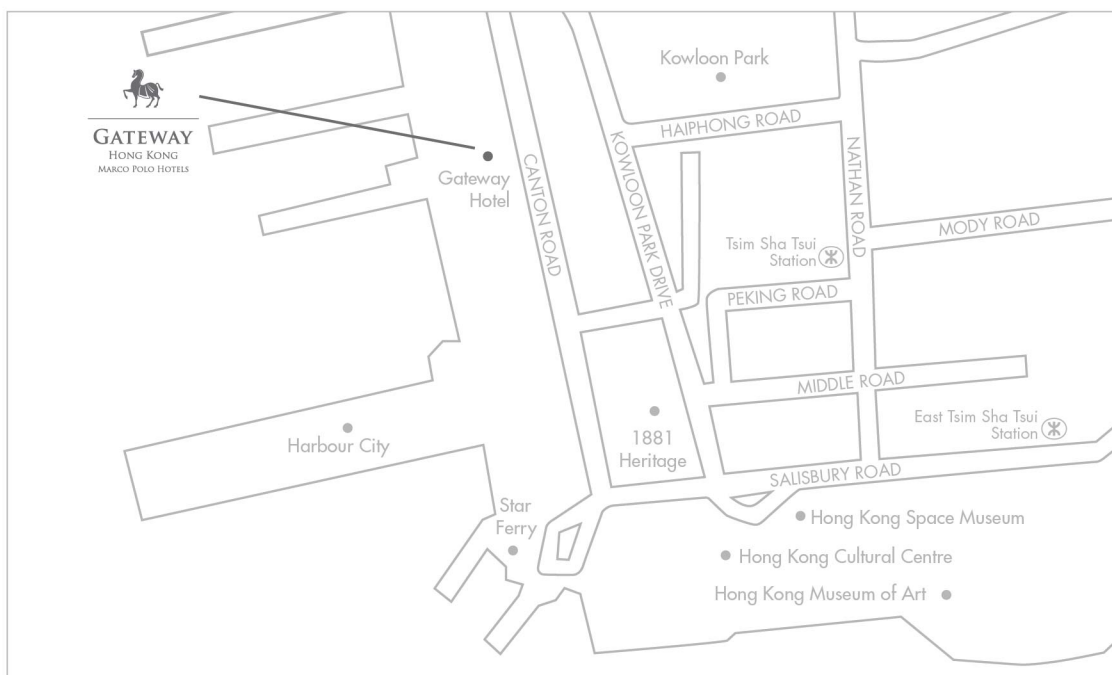 GATEWAY
HONG KONG
MARCO POLO HOTELS
Kowloon Park
HAIPHONG ROAD
Gateway
Hotel
CANTON ROAD
KOWLOON PARK DRIVE
NATHAN ROAD
MODY ROAD
Tsim Sha Tsui
Station
PEKING ROAD
MIDDLE ROAD
Harbour City
1881
Heritage
East Tsim Sha Tsui
Station
SALISBURY ROAD
Star
Ferry
Hong Kong Space Museum
Hong Kong Cultural Centre
Hong Kong Museum of Art